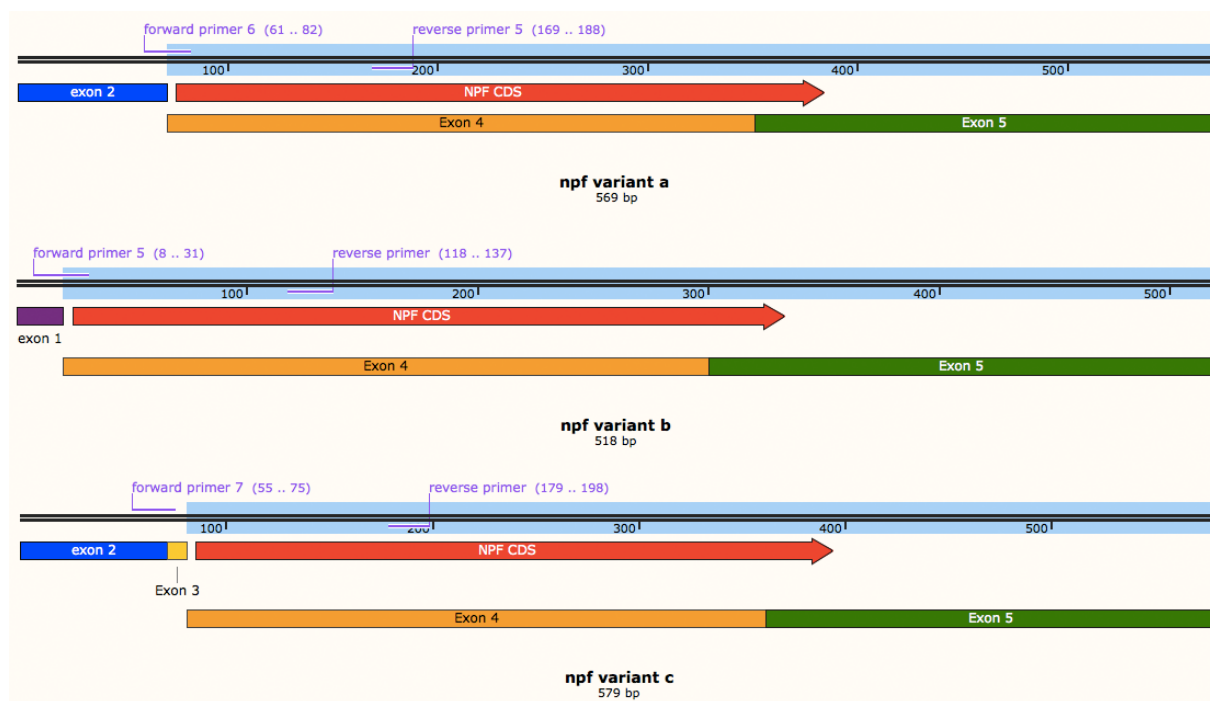 forward primer 6 (61 .. 82) reverse primer 5 (169 .. 188)
100 200 300 400 500
exon 2 NPF CDS
Exon 4 Exon 5
npf variant a
569 bp
forward primer 5 (8 .. 31) reverse primer (118 .. 137)
100 200 300 400 500
NPF CDS
exon 1
Exon 4 Exon 5
npf variant b
518 bp
forward primer 7 (55 .. 75) reverse primer (179 .. 198)
100 200 300 400 500
exon 2 NPF CDS
Exon 3
Exon 4 Exon 5
npf variant c
579 bp